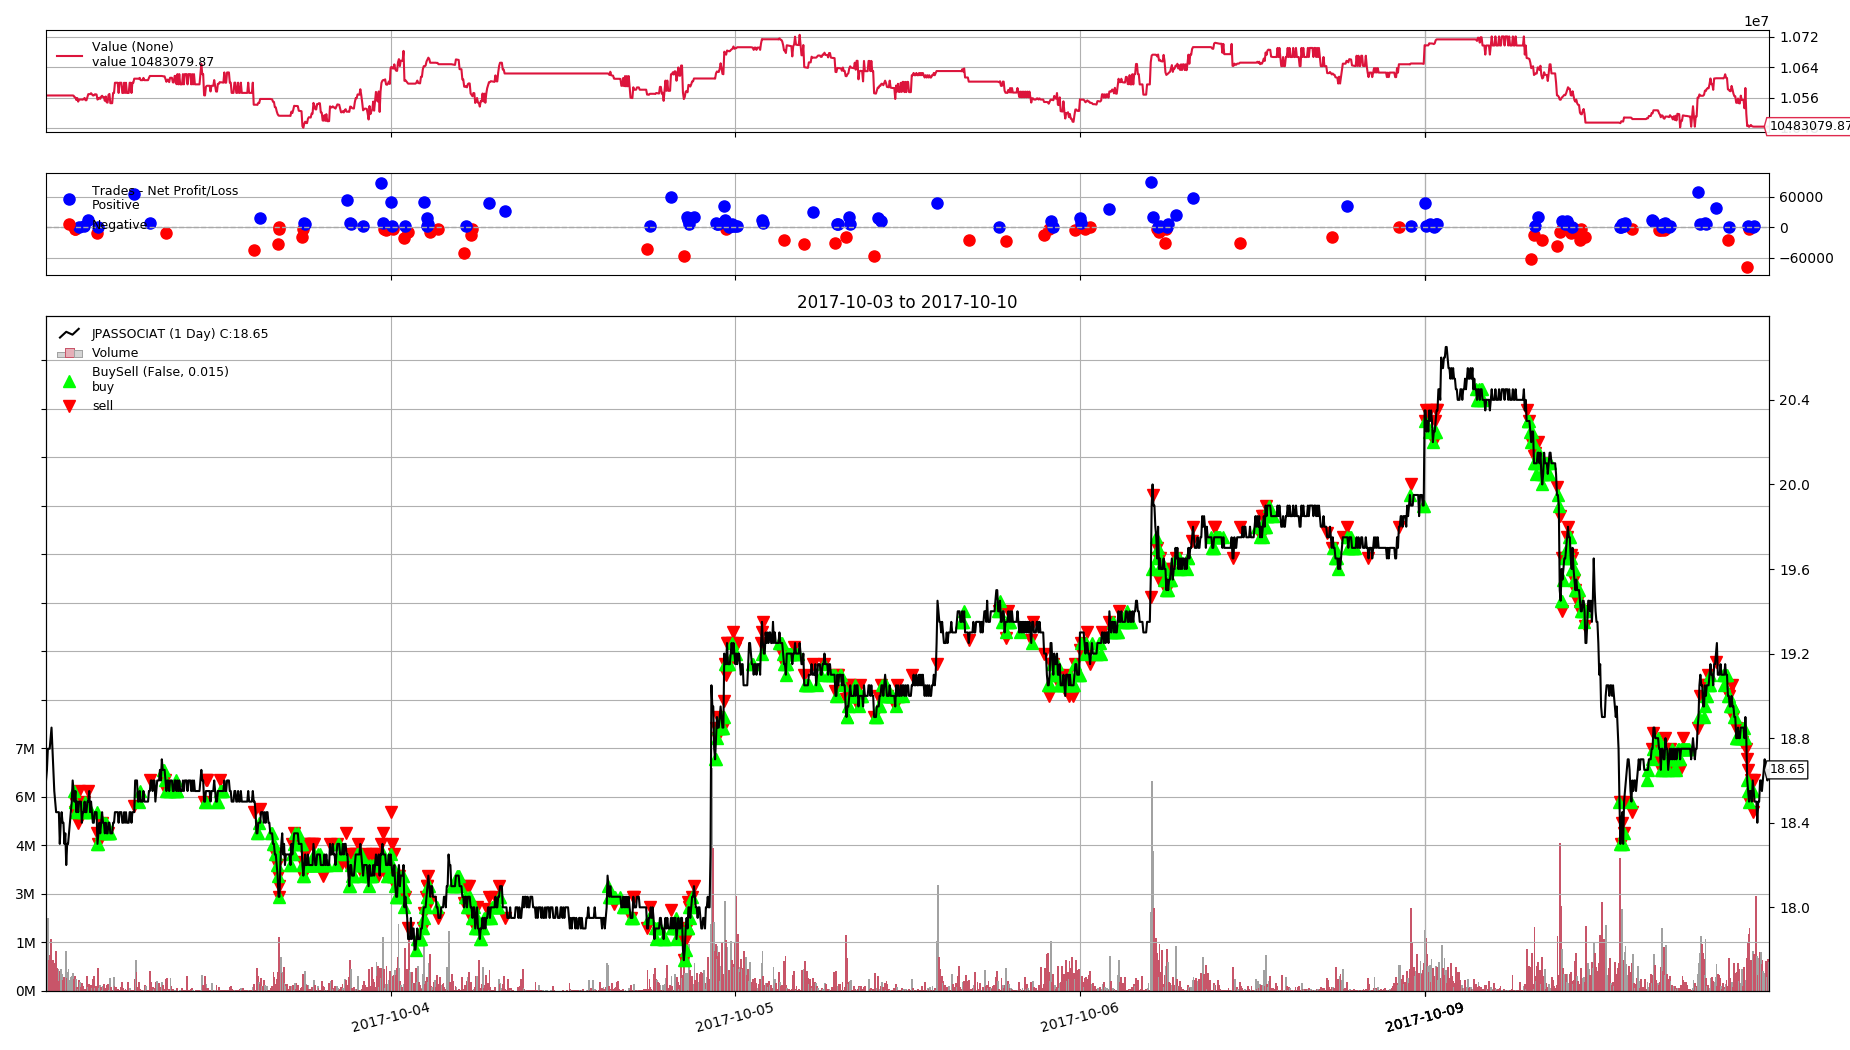 1e7
Value (None)
value 10483079.87
1.072
1.064
1.056
10483079.87
Trades - Net Profit/Loss
Positive
Negative
60000
0
−60000
2017-10-03 to 2017-10-10
JPASSOCIAT (1 Day) C:18.65
Volume
BuySell (False, 0.015)
buy
sell
20.4
20.0
19.6
19.2
18.8
18.65
18.4
18.0
7M
6M
4M
3M
1M
0M
2017-10-04
2017-10-05
2017-10-06
2017-10-09